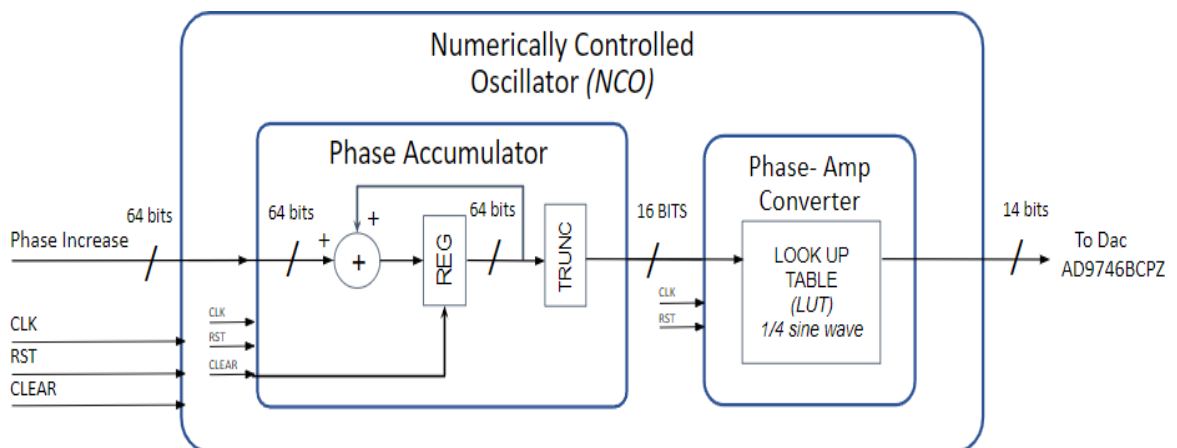 Numerically Controlled
Oscillator (NCO)
Phase Accumulator
Phase- Amp
Converter
64 bits
64 bits
64 bits
16 BITS
14 bits
Phase Increase
+
+
+
REG
TRUNC
LOOK UP
TABLE
(LUT)
1/4 sine wave
To Dac
AD9746BCPZ
CLK
RST
CLEAR
CLK
RST
CLEAR
CLK
RST